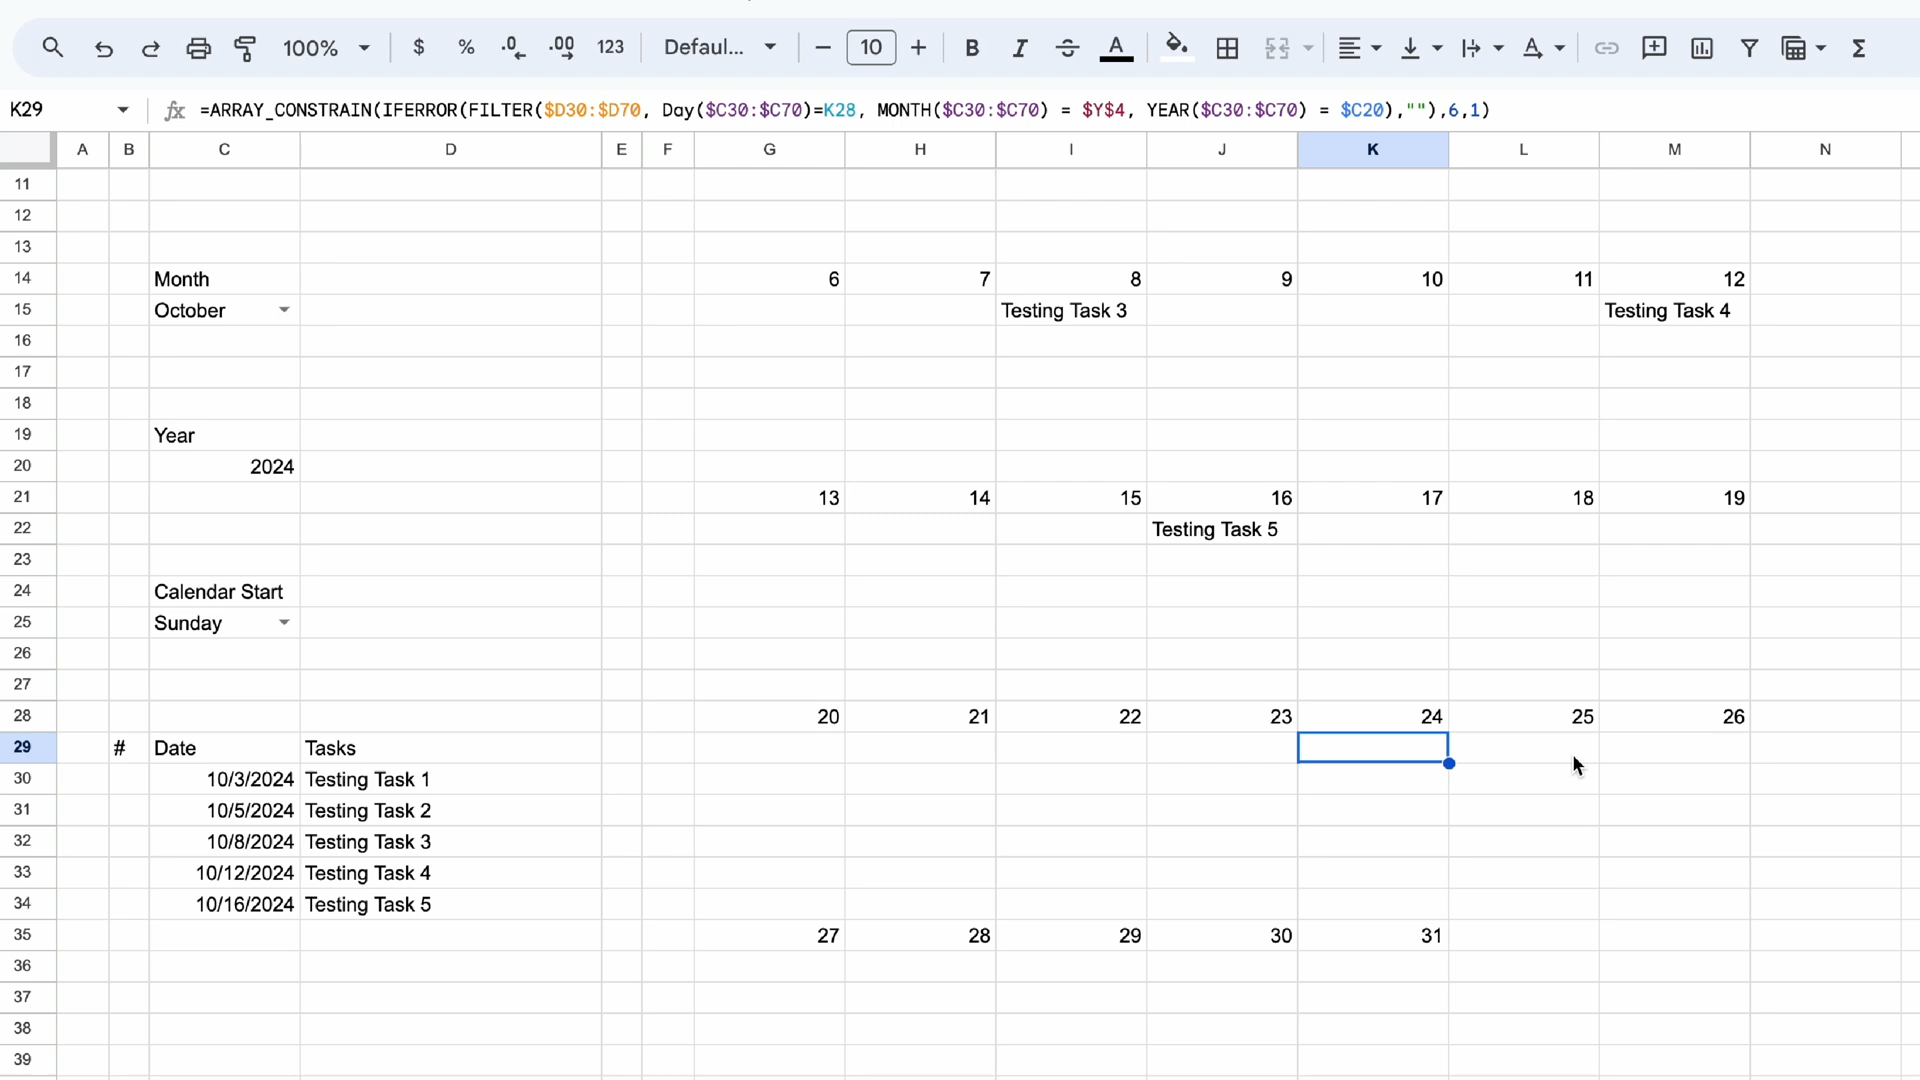 100% $ % .0 .00 123 Defaul... 10 B I A Σ
K29 fx =ARRAY_CONSTRAIN(IFERROR(FILTER($D30:$D70, Day($C30:$C70)=K28, MONTH($C30:$C70) = $Y$4, YEAR($C30:$C70) = $C20),""),6,1)
A B C D E F G H I J K L M N
11
12
13
14 Month 6 7 8 9 10 11 12
15 October Testing Task 3 Testing Task 4
16
17
18
19 Year
20 2024
21 13 14 15 16 17 18 19
22 Testing Task 5
23
24 Calendar Start
25 Sunday
26
27
28 20 21 22 23 24 25 26
29 # Date Tasks
30 10/3/2024 Testing Task 1
31 10/5/2024 Testing Task 2
32 10/8/2024 Testing Task 3
33 10/12/2024 Testing Task 4
34 10/16/2024 Testing Task 5
35 27 28 29 30 31
36
37
38
39